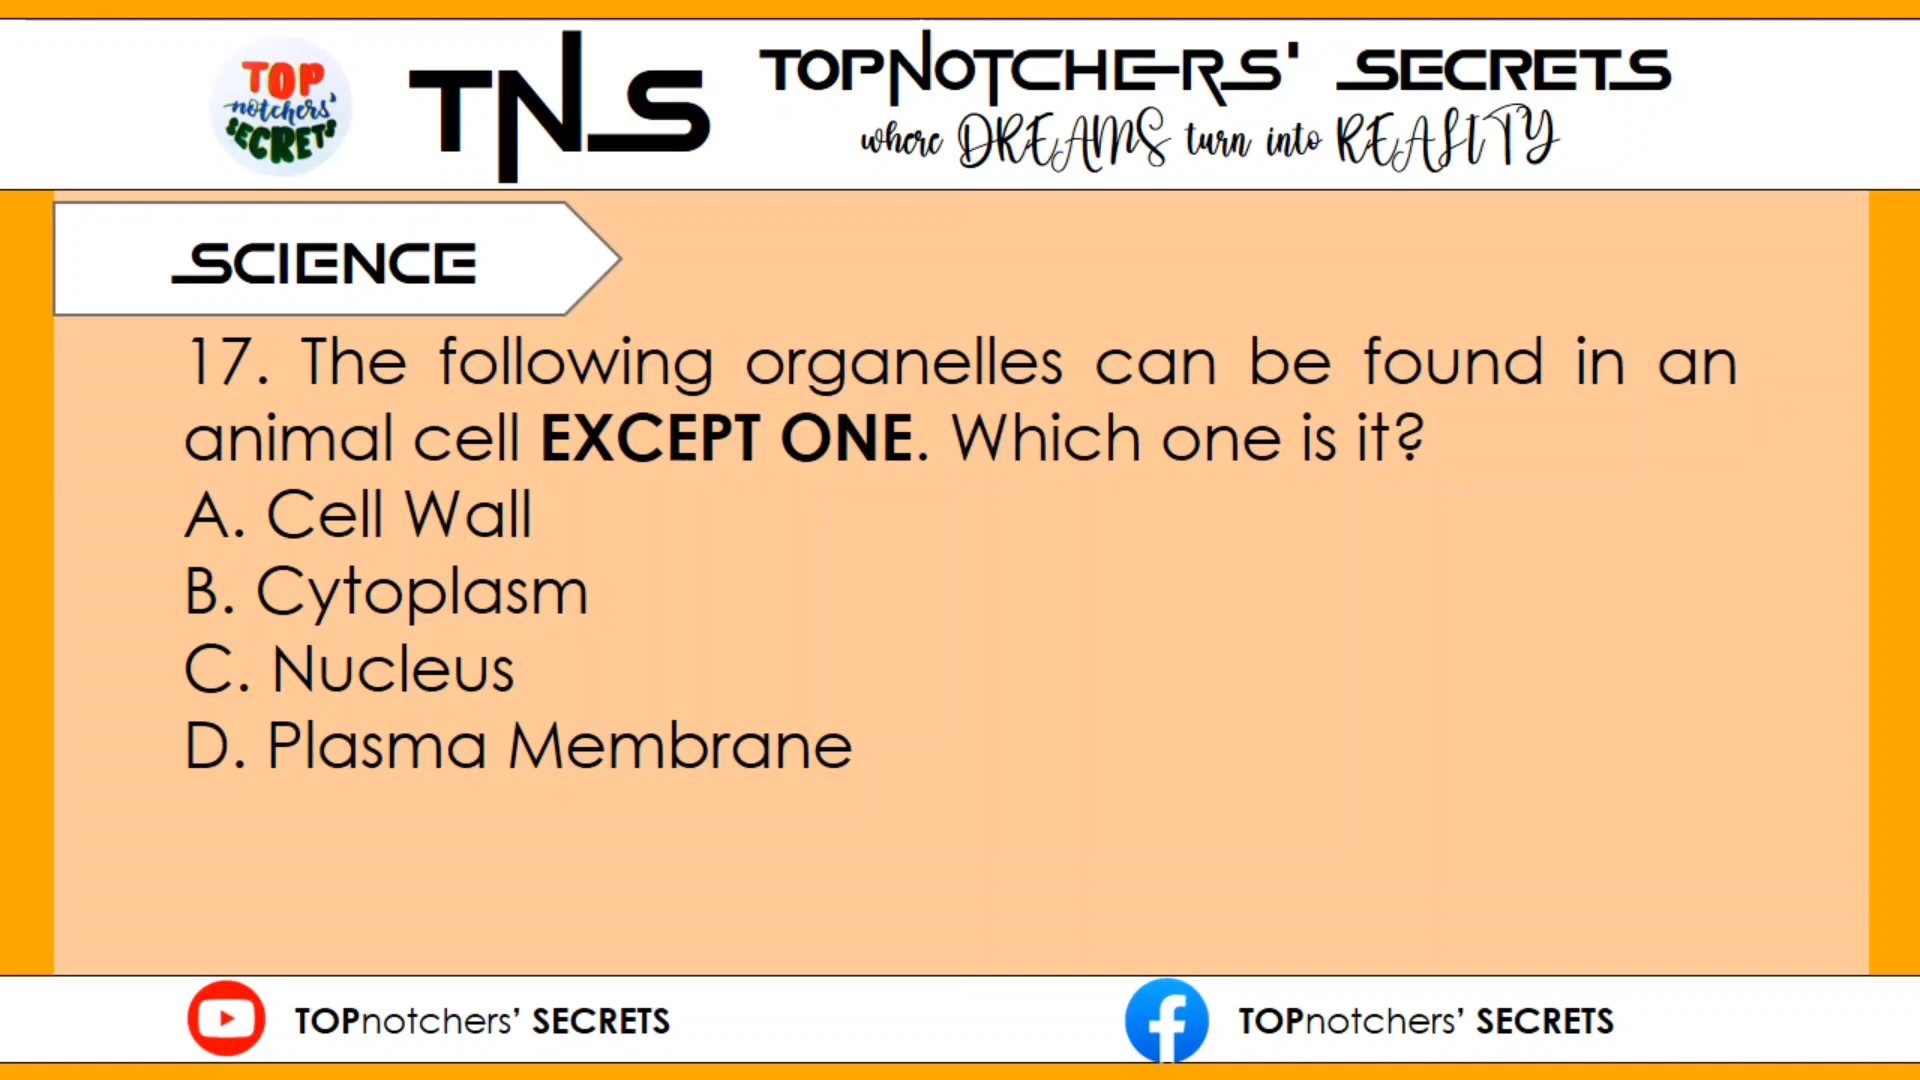 TOP
notchers'
SECRETS
TNS
TOPNOTCHERS' SECRETS
where DREAMS turn into REALITY
SCIENCE
17. The following organelles can be found in an
animal cell EXCEPT ONE. Which one is it?
A. Cell Wall
B. Cytoplasm
C. Nucleus
D. Plasma Membrane
TOPnotchers’ SECRETS
TOPnotchers’ SECRETS